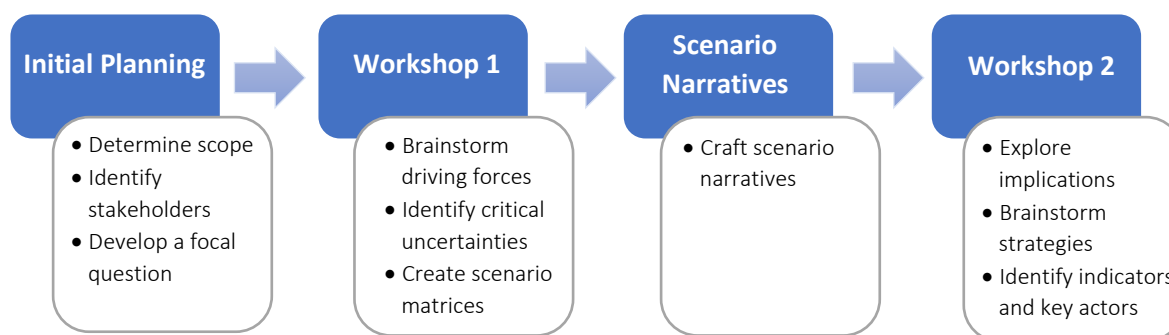 Initial Planning
• Determine scope
• Identify
stakeholders
• Develop a focal
question
Workshop 1
• Brainstorm
driving forces
• Identify critical
uncertainties
• Create scenario
matrices
Scenario
Narratives
• Craft scenario
narratives
Workshop 2
• Explore
implications
• Brainstorm
strategies
• Identify indicators
and key actors